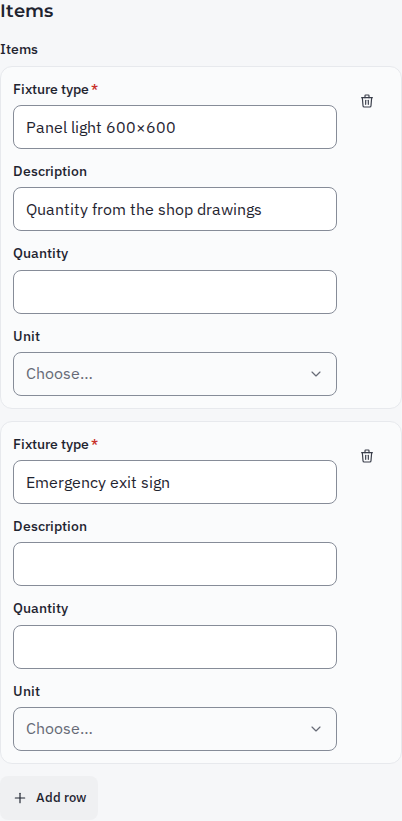 Items
Items
Fixture type *
Panel light 600×600
Description
Quantity from the shop drawings
Quantity
Unit
Choose...
Fixture type *
Emergency exit sign
Description
Quantity
Unit
Choose...
Add row